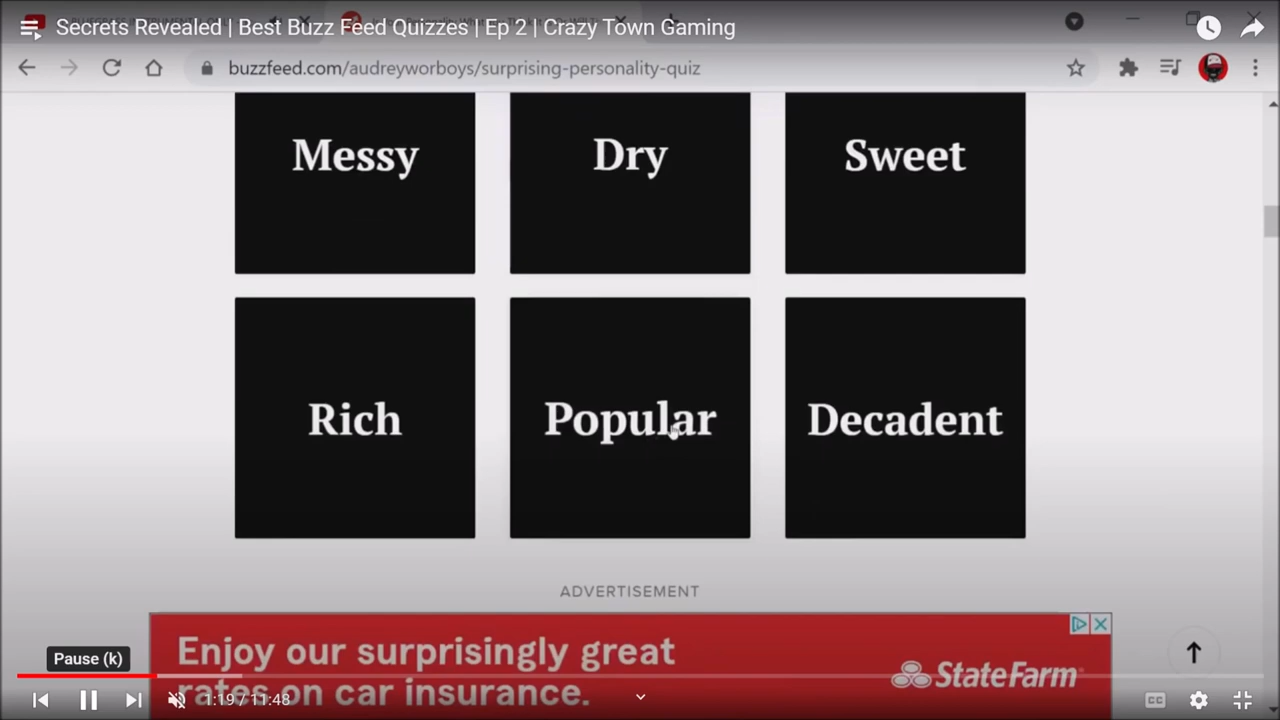 Secrets Revealed | Best Buzz Feed Quizzes | Ep 2 | Crazy Town Gaming
buzzfeed.com/audreyworboys/surprising-personality-quiz
Messy
Dry
Sweet
Rich
Popular
Decadent
ADVERTISEMENT
Enjoy our surprisingly great
rates on car insurance.
StateFarm
Pause (k)
1:19 / 11:48
CC